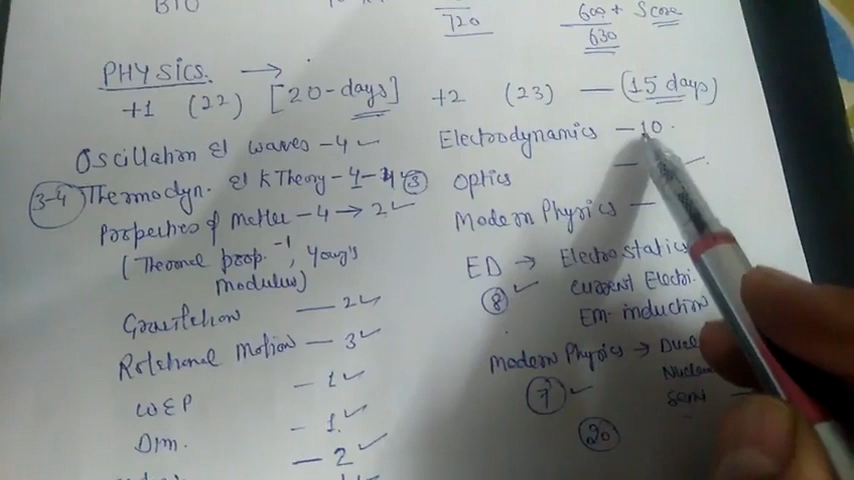 BIO
720
600 + Score
630
PHYSICS. →
+1 (22) [20-days]
Oscillation & waves - 4 ✓
3-4 Thermodyn. & K Theory - 4 - 4 3
Properties of Matter - 4 → 2 ✓
(Thermal prop. -1, Young's
Modulus)
Gravitation — 2 ✓
Rotational Motion — 3 ✓
WEP — 1 ✓
Dim. — 1 ✓
— 2 ✓
+2 (23) — (15 days)
Electrodynamics — 10
Optics — ✓
Modern Physics —
ED → Electrostatics
8 ✓ Current Electri.
EM-induction
Modern Physics → Dual
7 ✓ Nuclea
Semi —
20